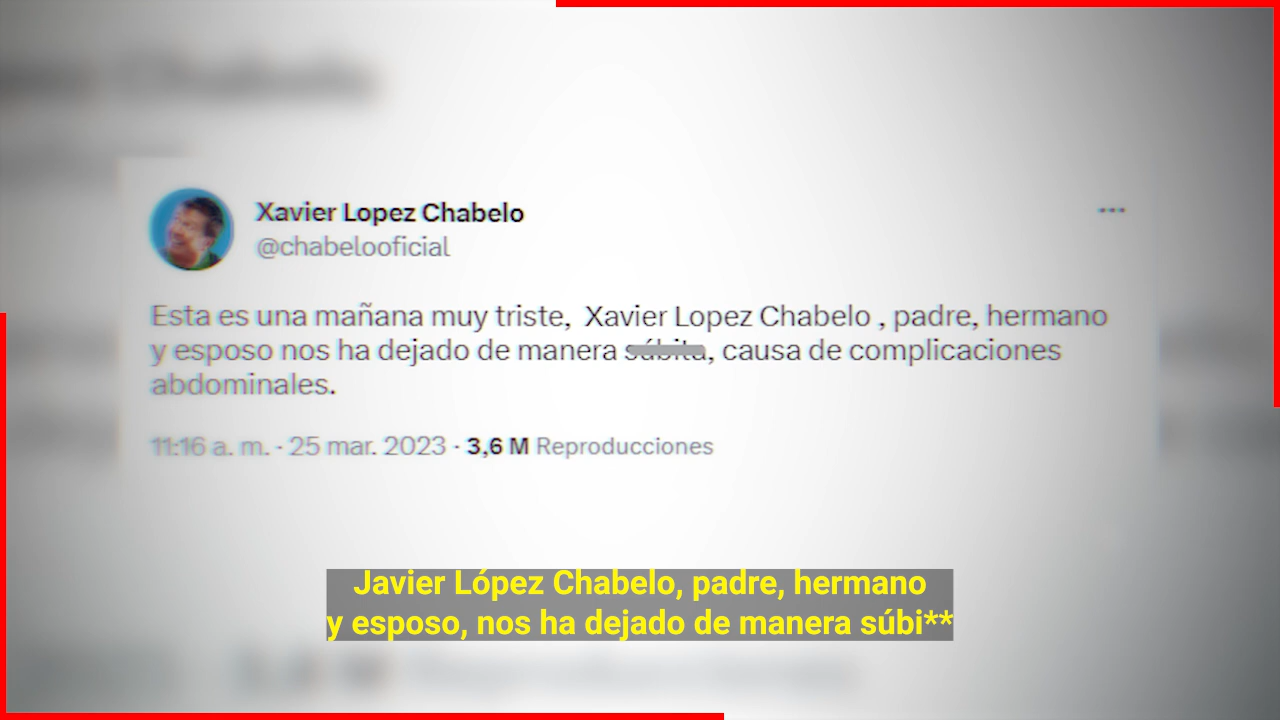 Xavier Lopez Chabelo
@chabelooficial
Esta es una mañana muy triste, Xavier Lopez Chabelo , padre, hermano
y esposo nos ha dejado de manera súbita, causa de complicaciones
abdominales.
11:16 a. m. · 25 mar. 2023 · 3,6 M Reproducciones
Javier López Chabelo, padre, hermano
y esposo, nos ha dejado de manera súbi**